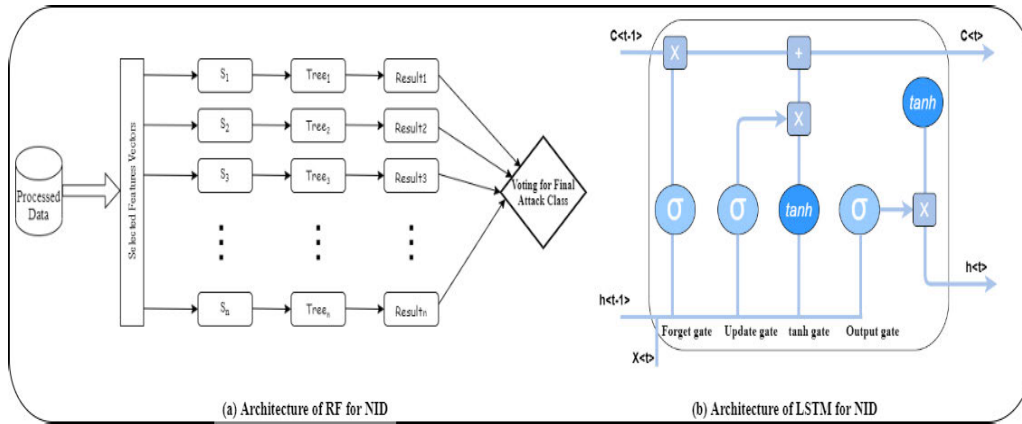 Processed
Data
Selected Features Vectors
S1
Tree1
Result1
S2
Tree2
Result2
S3
Tree3
Result3
Sn
Treen
Resultn
Voting for Final
Attack Class
(a) Architecture of RF for NID
C<t-1>
C<t>
X
+
tanh
X
σ
σ
tanh
σ
X
h<t-1>
h<t>
Forget gate
Update gate
tanh gate
Output gate
X<t>
(b) Architecture of LSTM for NID